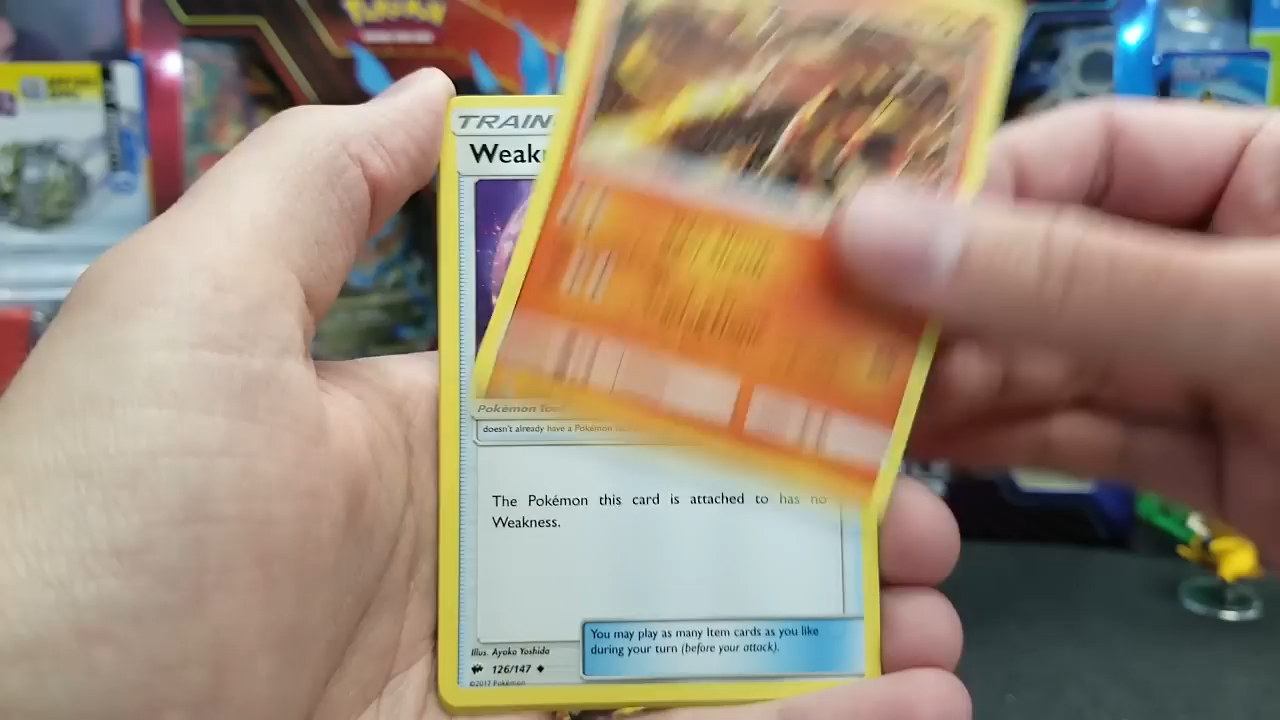 Pokémon
TRAIN
Weak
Pokémon Too
doesn't already have a Pokémon
The Pokémon this card is attached to has no
Weakness.
You may play as many Item cards as you like
during your turn (before your attack).
Illus. Ayaka Yoshida
126/147
©2017 Pokémon